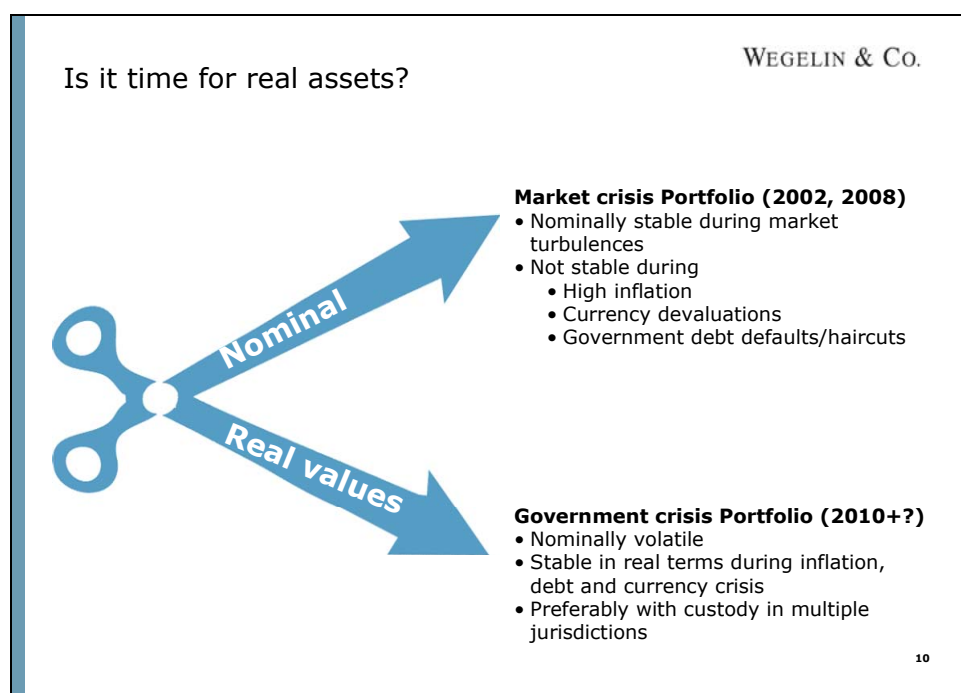 Is it time for real assets?
WEGELIN & CO.
Market crisis Portfolio (2002, 2008)
• Nominally stable during market
turbulences
• Not stable during
• High inflation
• Currency devaluations
• Government debt defaults/haircuts
Nominal
Real values
Government crisis Portfolio (2010+?)
• Nominally volatile
• Stable in real terms during inflation,
debt and currency crisis
• Preferably with custody in multiple
jurisdictions
10